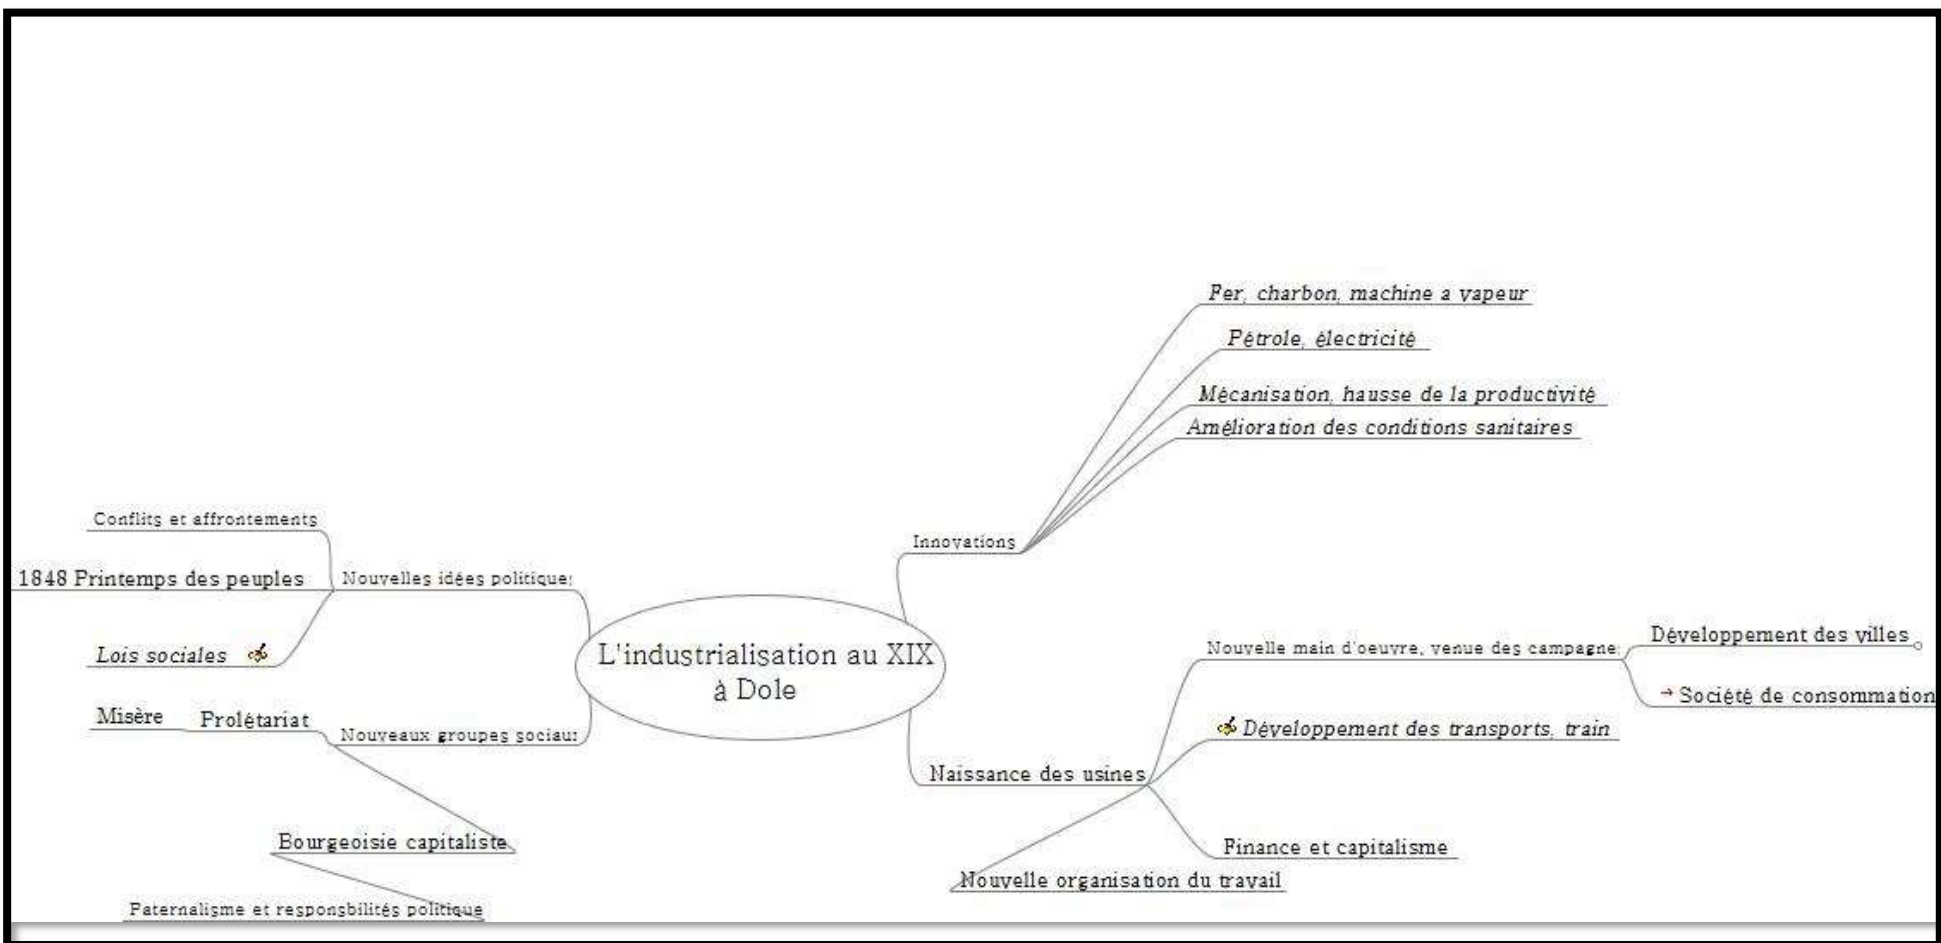 Fer, charbon, machine a vapeur
Pétrole, électricité
Mécanisation, hausse de la productivité
Amélioration des conditions sanitaires
Innovations
Conflits et affrontements
1848 Printemps des peuples
Nouvelles idées politique
Lois sociales
L'industrialisation au XIX
à Dole
Misère
Prolétariat
Nouveaux groupes sociau
Bourgeoisie capitaliste
Paternalisme et responsbilités politique
Naissance des usines
Nouvelle main d'oeuvre, venue des campagne
Développement des villes
Société de consommation
Développement des transports, train
Finance et capitalisme
Nouvelle organisation du travail